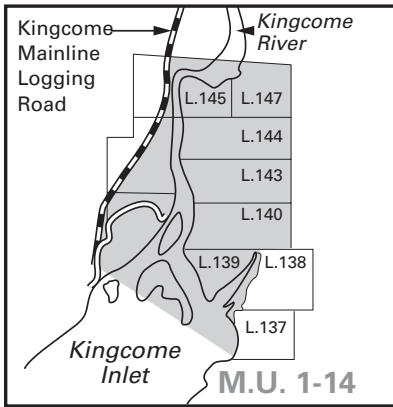 Kingcome
Mainline
Logging
Road
Kingcome
River
L.145
L.147
L.144
L.143
L.140
L.139
L.138
L.137
Kingcome
Inlet
M.U. 1-14